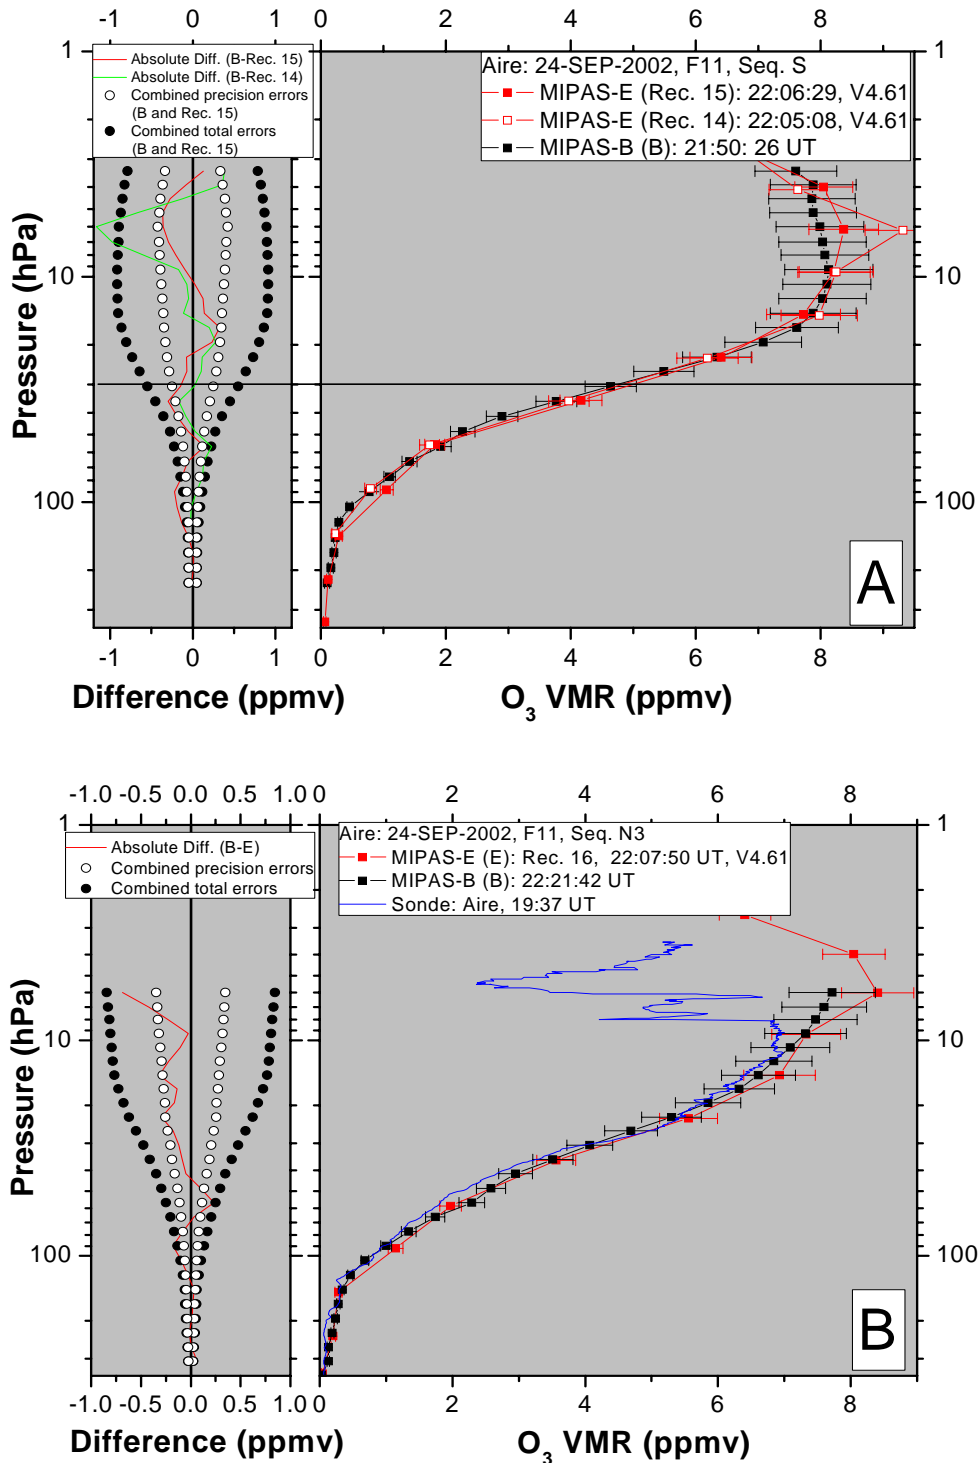 -1 0 1
0 2 4 6 8
Absolute Diff. (B-Rec. 15)
Absolute Diff. (B-Rec. 14)
Combined precision errors
(B and Rec. 15)
Combined total errors
(B and Rec. 15)
Aire: 24-SEP-2002, F11, Seq. S
MIPAS-E (Rec. 15): 22:06:29, V4.61
MIPAS-E (Rec. 14): 22:05:08, V4.61
MIPAS-B (B): 21:50: 26 UT
1
10
100
Pressure (hPa)
1
10
100
A
-1 0 1
0 2 4 6 8
Difference (ppmv)
O3 VMR (ppmv)
-1.0 -0.5 0.0 0.5 1.0
0 2 4 6 8
Absolute Diff. (B-E)
Combined precision errors
Combined total errors
Aire: 24-SEP-2002, F11, Seq. N3
MIPAS-E (E): Rec. 16, 22:07:50 UT, V4.61
MIPAS-B (B): 22:21:42 UT
Sonde: Aire, 19:37 UT
1
10
100
Pressure (hPa)
1
10
100
B
-1.0 -0.5 0.0 0.5 1.0
0 2 4 6 8
Difference (ppmv)
O3 VMR (ppmv)